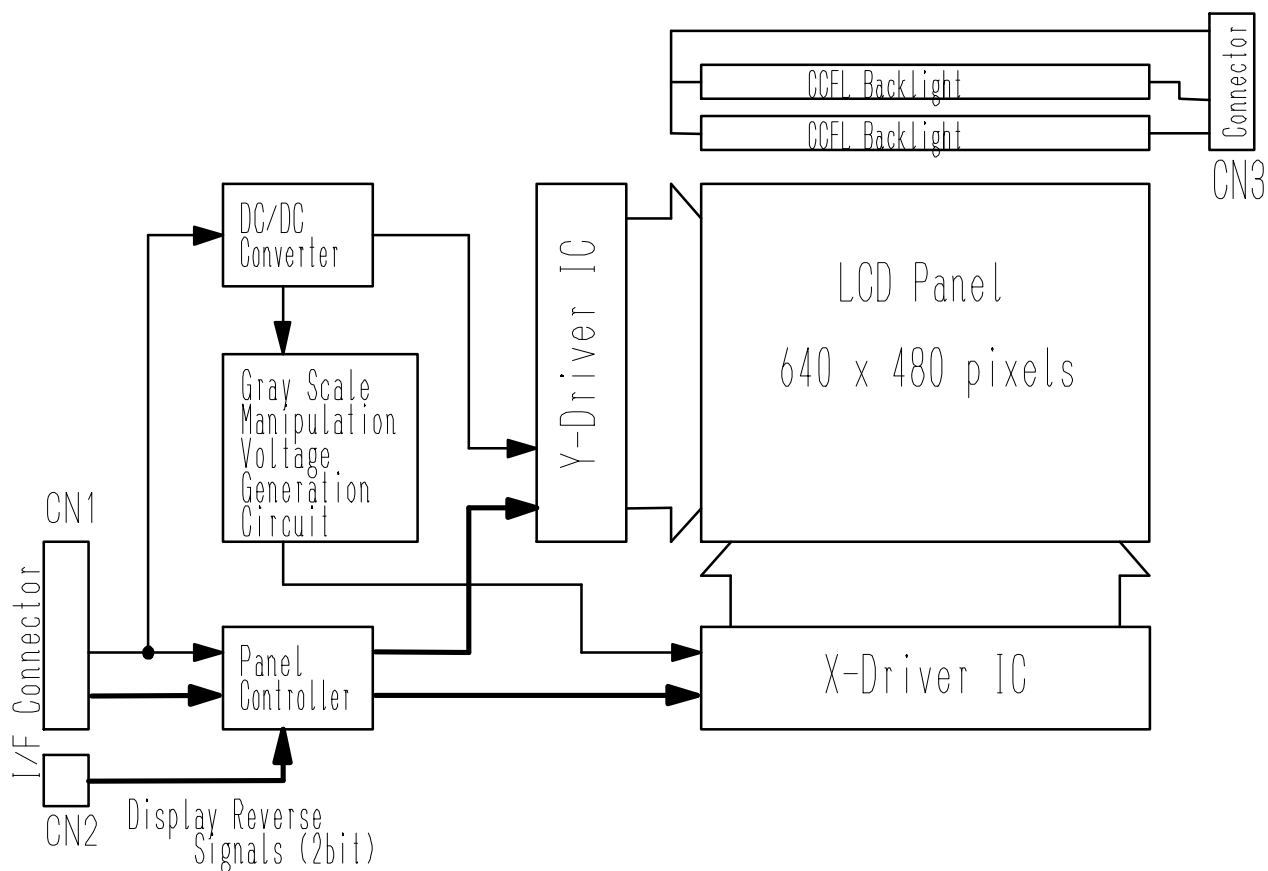 CCFL Backlight
CCFL Backlight
Connector
CN3
DC/DC
Converter
Y-Driver IC
LCD Panel
640 x 480 pixels
Gray Scale
Manipulation
Voltage
Generation
Circuit
CN1
I/F Connector
Panel
Controller
X-Driver IC
CN2
Display Reverse
Signals (2bit)